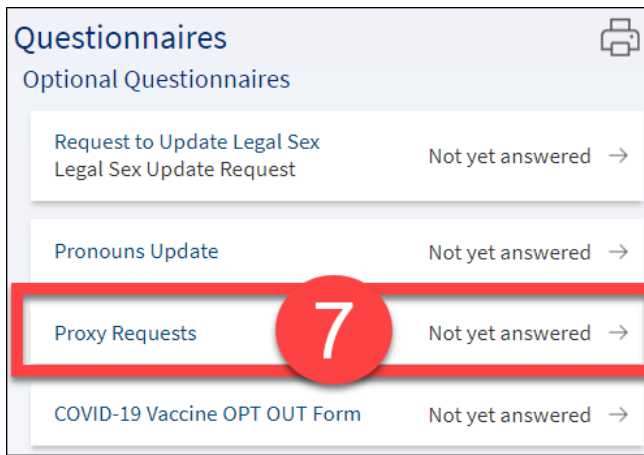 Questionnaires
Optional Questionnaires
Request to Update Legal Sex
Legal Sex Update Request
Not yet answered
Pronouns Update
Not yet answered
Proxy Requests
7
Not yet answered
COVID-19 Vaccine OPT OUT Form
Not yet answered